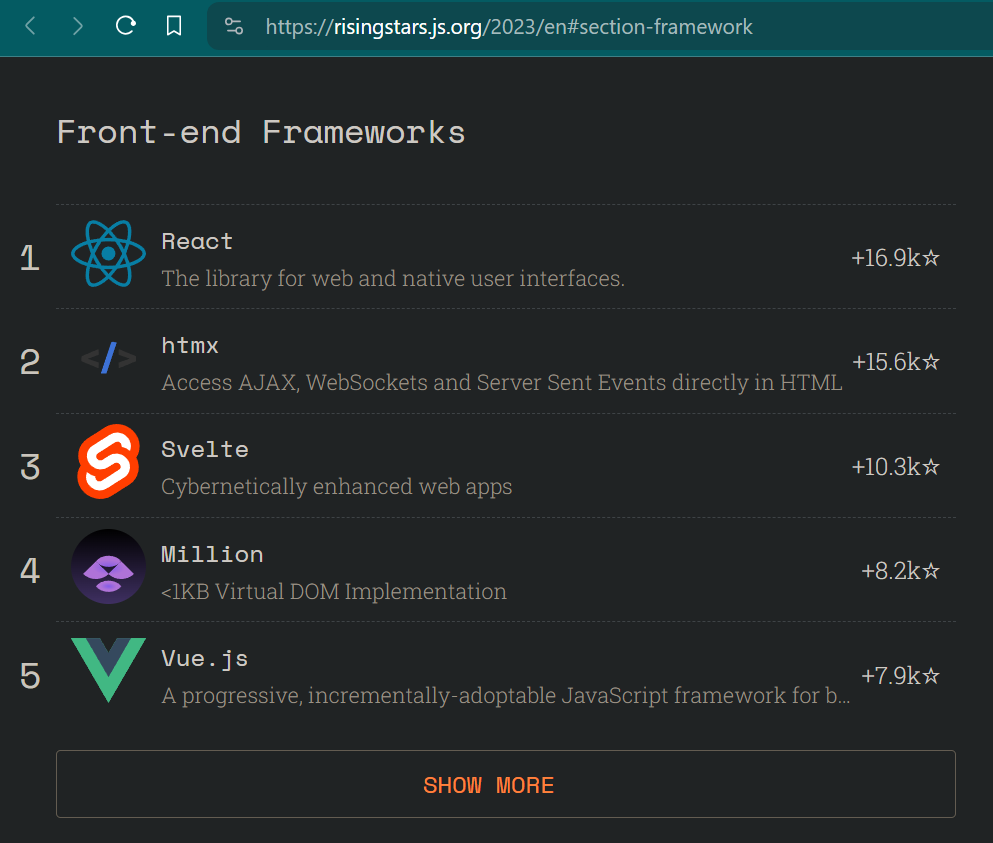 https://risingstars.js.org/2023/en#section-framework
Front-end Frameworks
1
React
The library for web and native user interfaces.
+16.9k☆
2
htmx
Access AJAX, WebSockets and Server Sent Events directly in HTML
+15.6k☆
3
Svelte
Cybernetically enhanced web apps
+10.3k☆
4
Million
<1KB Virtual DOM Implementation
+8.2k☆
5
Vue.js
A progressive, incrementally-adoptable JavaScript framework for b...
+7.9k☆
SHOW MORE